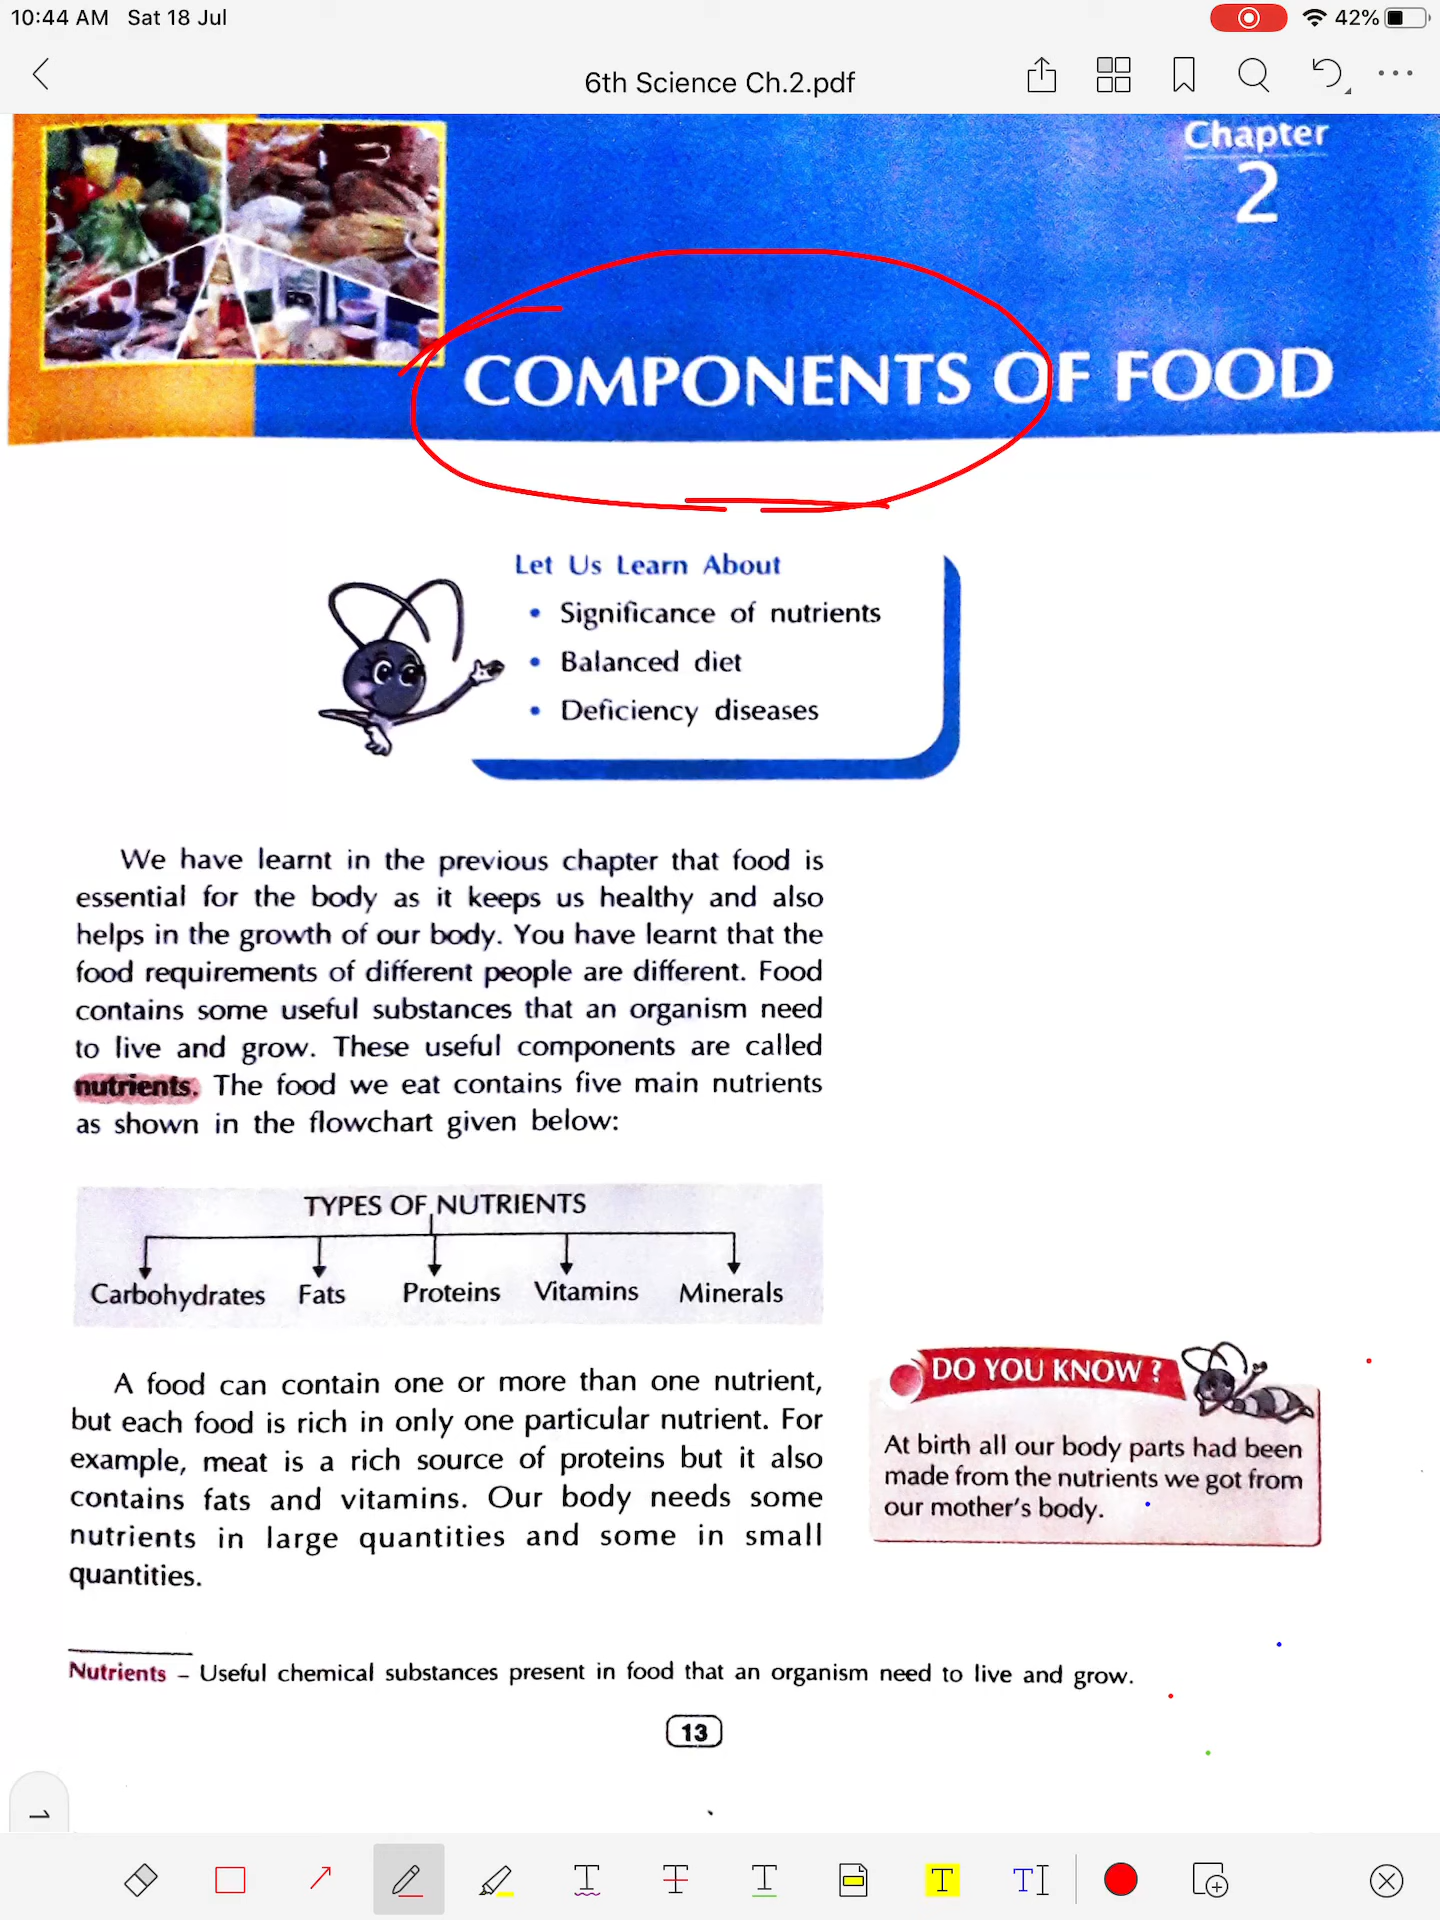 10:44 AM Sat 18 Jul
42%
6th Science Ch.2.pdf
Chapter
2
COMPONENTS OF FOOD
Let Us Learn About
• Significance of nutrients
• Balanced diet
• Deficiency diseases
We have learnt in the previous chapter that food is
essential for the body as it keeps us healthy and also
helps in the growth of our body. You have learnt that the
food requirements of different people are different. Food
contains some useful substances that an organism need
to live and grow. These useful components are called
nutrients. The food we eat contains five main nutrients
as shown in the flowchart given below:
TYPES OF NUTRIENTS
Carbohydrates Fats Proteins Vitamins Minerals
A food can contain one or more than one nutrient,
but each food is rich in only one particular nutrient. For
example, meat is a rich source of proteins but it also
contains fats and vitamins. Our body needs some
nutrients in large quantities and some in small
quantities.
DO YOU KNOW ?
At birth all our body parts had been
made from the nutrients we got from
our mother's body.
Nutrients – Useful chemical substances present in food that an organism need to live and grow.
13
1
T T T T T